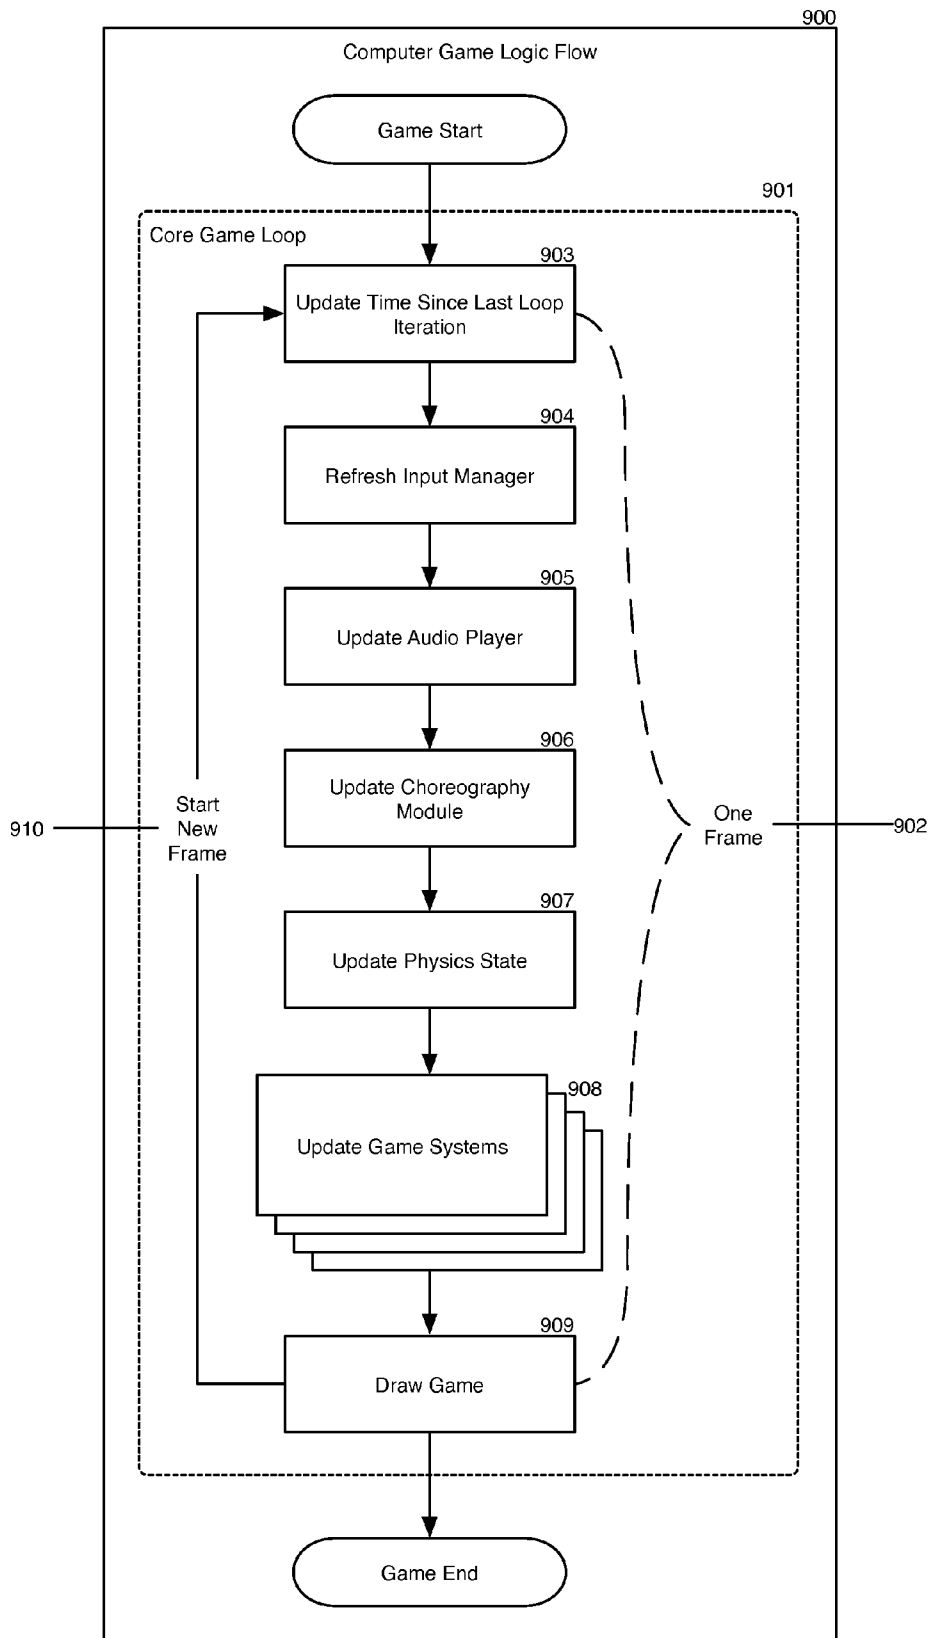 900
Computer Game Logic Flow
Game Start
901
Core Game Loop
903
Update Time Since Last Loop
Iteration
904
Refresh Input Manager
905
Update Audio Player
906
Update Choreography
Module
910
Start
New
Frame
One
Frame
902
907
Update Physics State
908
Update Game Systems
909
Draw Game
Game End